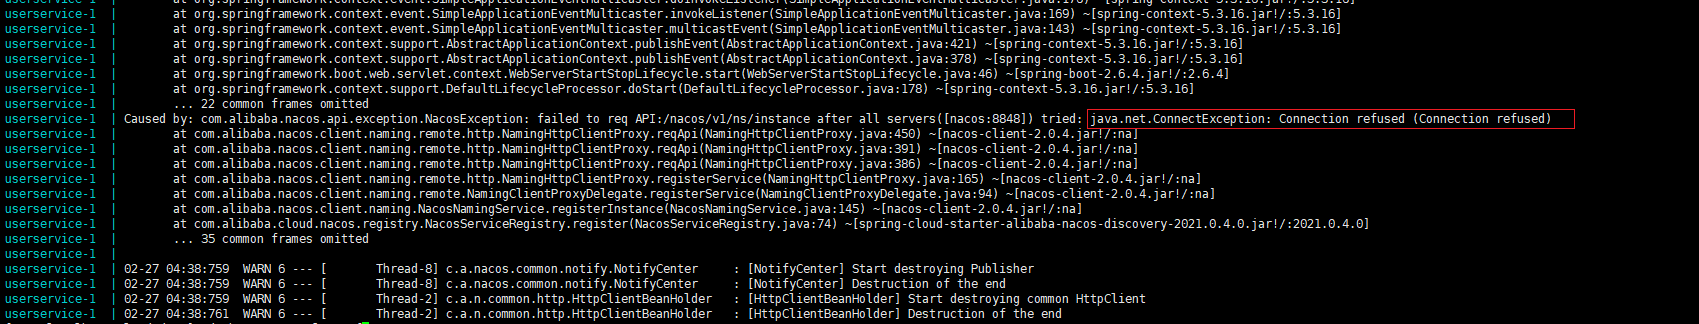 userservice-1  |        at org.springframework.context.event.SimpleApplicationEventMulticaster.doInvokeListener(SimpleApplicationEventMulticaster.java:176) ~[spring-context-5.3.16.jar!/:5.3.16]
userservice-1  |        at org.springframework.context.event.SimpleApplicationEventMulticaster.invokeListener(SimpleApplicationEventMulticaster.java:169) ~[spring-context-5.3.16.jar!/:5.3.16]
userservice-1  |        at org.springframework.context.event.SimpleApplicationEventMulticaster.multicastEvent(SimpleApplicationEventMulticaster.java:143) ~[spring-context-5.3.16.jar!/:5.3.16]
userservice-1  |        at org.springframework.context.support.AbstractApplicationContext.publishEvent(AbstractApplicationContext.java:421) ~[spring-context-5.3.16.jar!/:5.3.16]
userservice-1  |        at org.springframework.context.support.AbstractApplicationContext.publishEvent(AbstractApplicationContext.java:378) ~[spring-context-5.3.16.jar!/:5.3.16]
userservice-1  |        at org.springframework.boot.web.servlet.context.WebServerStartStopLifecycle.start(WebServerStartStopLifecycle.java:46) ~[spring-boot-2.6.4.jar!/:2.6.4]
userservice-1  |        at org.springframework.context.support.DefaultLifecycleProcessor.doStart(DefaultLifecycleProcessor.java:178) ~[spring-context-5.3.16.jar!/:5.3.16]
userservice-1  |        ... 22 common frames omitted
userservice-1  | Caused by: com.alibaba.nacos.api.exception.NacosException: failed to req API:/nacos/v1/ns/instance after all servers([nacos:8848]) tried: java.net.ConnectException: Connection refused (Connection refused)
userservice-1  |        at com.alibaba.nacos.client.naming.remote.http.NamingHttpClientProxy.reqApi(NamingHttpClientProxy.java:450) ~[nacos-client-2.0.4.jar!/:na]
userservice-1  |        at com.alibaba.nacos.client.naming.remote.http.NamingHttpClientProxy.reqApi(NamingHttpClientProxy.java:391) ~[nacos-client-2.0.4.jar!/:na]
userservice-1  |        at com.alibaba.nacos.client.naming.remote.http.NamingHttpClientProxy.reqApi(NamingHttpClientProxy.java:386) ~[nacos-client-2.0.4.jar!/:na]
userservice-1  |        at com.alibaba.nacos.client.naming.remote.http.NamingHttpClientProxy.registerService(NamingHttpClientProxy.java:165) ~[nacos-client-2.0.4.jar!/:na]
userservice-1  |        at com.alibaba.nacos.client.naming.remote.NamingClientProxyDelegate.registerService(NamingClientProxyDelegate.java:94) ~[nacos-client-2.0.4.jar!/:na]
userservice-1  |        at com.alibaba.nacos.client.naming.NacosNamingService.registerInstance(NacosNamingService.java:145) ~[nacos-client-2.0.4.jar!/:na]
userservice-1  |        at com.alibaba.cloud.nacos.registry.NacosServiceRegistry.register(NacosServiceRegistry.java:74) ~[spring-cloud-starter-alibaba-nacos-discovery-2021.0.4.0.jar!/:2021.0.4.0]
userservice-1  |        ... 35 common frames omitted
userservice-1  |
userservice-1  | 02-27 04:38:759  WARN 6 --- [       Thread-8] c.a.nacos.common.notify.NotifyCenter     : [NotifyCenter] Start destroying Publisher
userservice-1  | 02-27 04:38:759  WARN 6 --- [       Thread-8] c.a.nacos.common.notify.NotifyCenter     : [NotifyCenter] Destruction of the end
userservice-1  | 02-27 04:38:759  WARN 6 --- [       Thread-2] c.a.n.common.http.HttpClientBeanHolder   : [HttpClientBeanHolder] Start destroying common HttpClient
userservice-1  | 02-27 04:38:761  WARN 6 --- [       Thread-2] c.a.n.common.http.HttpClientBeanHolder   : [HttpClientBeanHolder] Destruction of the end